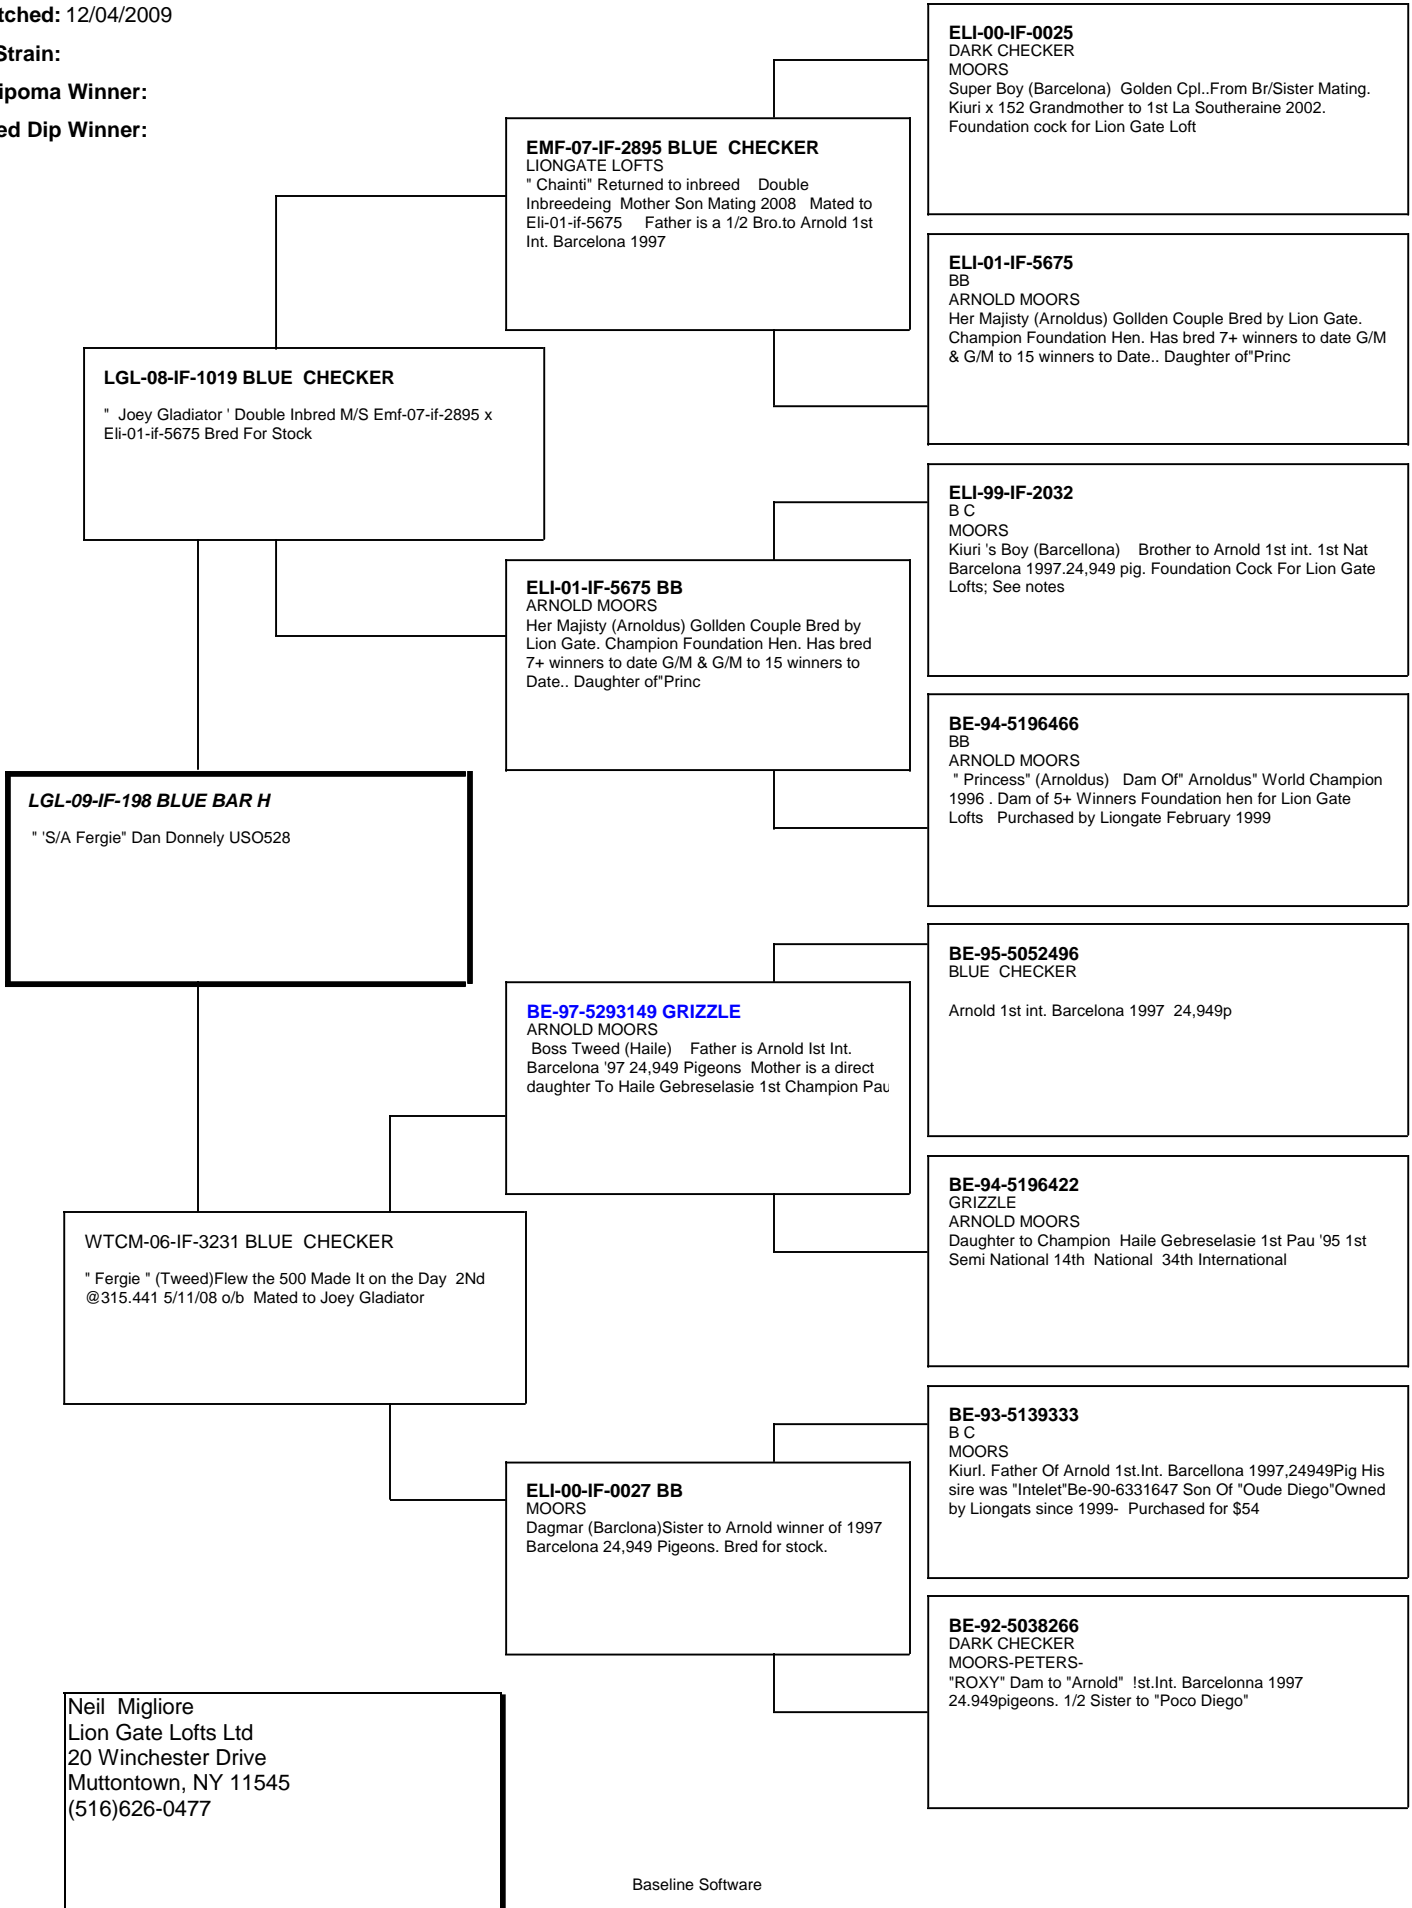 tched: 12/04/2009
Strain:
ipoma Winner:
ed Dip Winner:
ELI-00-IF-0025
DARK CHECKER
MOORS
Super Boy (Barcelona)  Golden Cpl..From Br/Sister Mating.
Kiuri x 152 Grandmother to 1st La Southeraine 2002.
Foundation cock for Lion Gate Loft
EMF-07-IF-2895 BLUE  CHECKER
LIONGATE LOFTS
" Chainti" Returned to inbreed    Double
Inbreedeing  Mother Son Mating 2008   Mated to
Eli-01-if-5675     Father is a 1/2 Bro.to Arnold 1st
Int. Barcelona 1997
ELI-01-IF-5675
BB
ARNOLD MOORS
Her Majisty (Arnoldus) Gollden Couple Bred by Lion Gate.
Champion Foundation Hen. Has bred 7+ winners to date G/M
& G/M to 15 winners to Date.. Daughter of"Princ
LGL-08-IF-1019 BLUE  CHECKER
"  Joey Gladiator ' Double Inbred M/S Emf-07-if-2895 x
Eli-01-if-5675 Bred For Stock
ELI-99-IF-2032
B C
MOORS
Kiuri 's Boy (Barcellona)    Brother to Arnold 1st int. 1st Nat
Barcelona 1997.24,949 pig. Foundation Cock For Lion Gate
Lofts; See notes
ELI-01-IF-5675 BB
ARNOLD MOORS
Her Majisty (Arnoldus) Gollden Couple Bred by
Lion Gate. Champion Foundation Hen. Has bred
7+ winners to date G/M & G/M to 15 winners to
Date.. Daughter of"Princ
BE-94-5196466
BB
ARNOLD MOORS
" Princess" (Arnoldus)   Dam Of" Arnoldus" World Champion
1996 . Dam of 5+ Winners Foundation hen for Lion Gate
Lofts   Purchased by Liongate February 1999
LGL-09-IF-198 BLUE BAR H
" 'S/A Fergie" Dan Donnely USO528
BE-95-5052496
BLUE  CHECKER
Arnold 1st int. Barcelona 1997  24,949p
BE-97-5293149 GRIZZLE
ARNOLD MOORS
Boss Tweed (Haile)    Father is Arnold Ist Int.
Barcelona '97 24,949 Pigeons  Mother is a direct
daughter To Haile Gebreselasie 1st Champion Pau
BE-94-5196422
GRIZZLE
ARNOLD MOORS
Daughter to Champion  Haile Gebreselasie 1st Pau '95 1st
Semi National 14th  National  34th International
WTCM-06-IF-3231 BLUE  CHECKER
" Fergie " (Tweed)Flew the 500 Made It on the Day  2Nd
@315.441 5/11/08 o/b  Mated to Joey Gladiator
BE-93-5139333
B C
MOORS
KiurI. Father Of Arnold 1st.Int. Barcellona 1997,24949Pig His
sire was "Intelet"Be-90-6331647 Son Of "Oude Diego"Owned
by Liongats since 1999-  Purchased for $54
ELI-00-IF-0027 BB
MOORS
Dagmar (Barclona)Sister to Arnold winner of 1997
Barcelona 24,949 Pigeons. Bred for stock.
BE-92-5038266
DARK CHECKER
MOORS-PETERS-
"ROXY" Dam to "Arnold"  !st.Int. Barcelonna 1997
24.949pigeons. 1/2 Sister to "Poco Diego"
Neil  Migliore
Lion Gate Lofts Ltd
20 Winchester Drive
Muttontown, NY 11545
(516)626-0477
Baseline Software